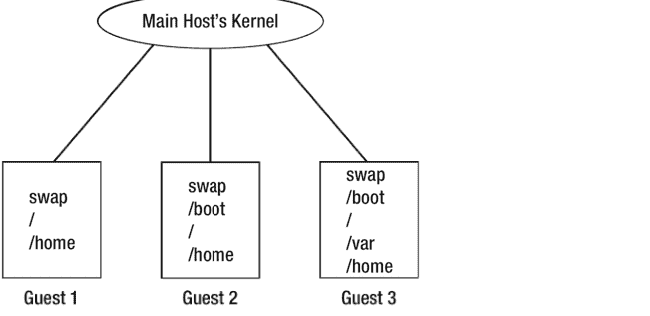 Main Host's Kernel
swap
/
/home
swap
/boot
/
/home
swap
/boot
/
/var
/home
Guest 1
Guest 2
Guest 3